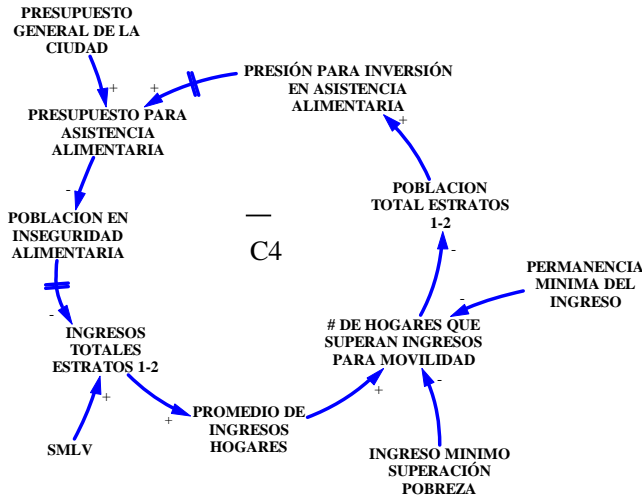 PRESUPUESTO
GENERAL DE LA
CIUDAD
+
+
PRESIÓN PARA INVERSIÓN
EN ASISTENCIA
ALIMENTARIA
+
PRESUPUESTO PARA
ASISTENCIA
ALIMENTARIA
-
POBLACION
TOTAL ESTRATOS
1-2
-
POBLACION EN
INSEGURIDAD
ALIMENTARIA
-
—
C4
PERMANENCIA
MINIMA DEL
INGRESO
-
INGRESOS
TOTALES
ESTRATOS 1-2
+
# DE HOGARES QUE
SUPERAN INGRESOS
PARA MOVILIDAD
+
-
PROMEDIO DE
INGRESOS
HOGARES
+
SMLV
INGRESO MINIMO
SUPERACIÓN
POBREZA